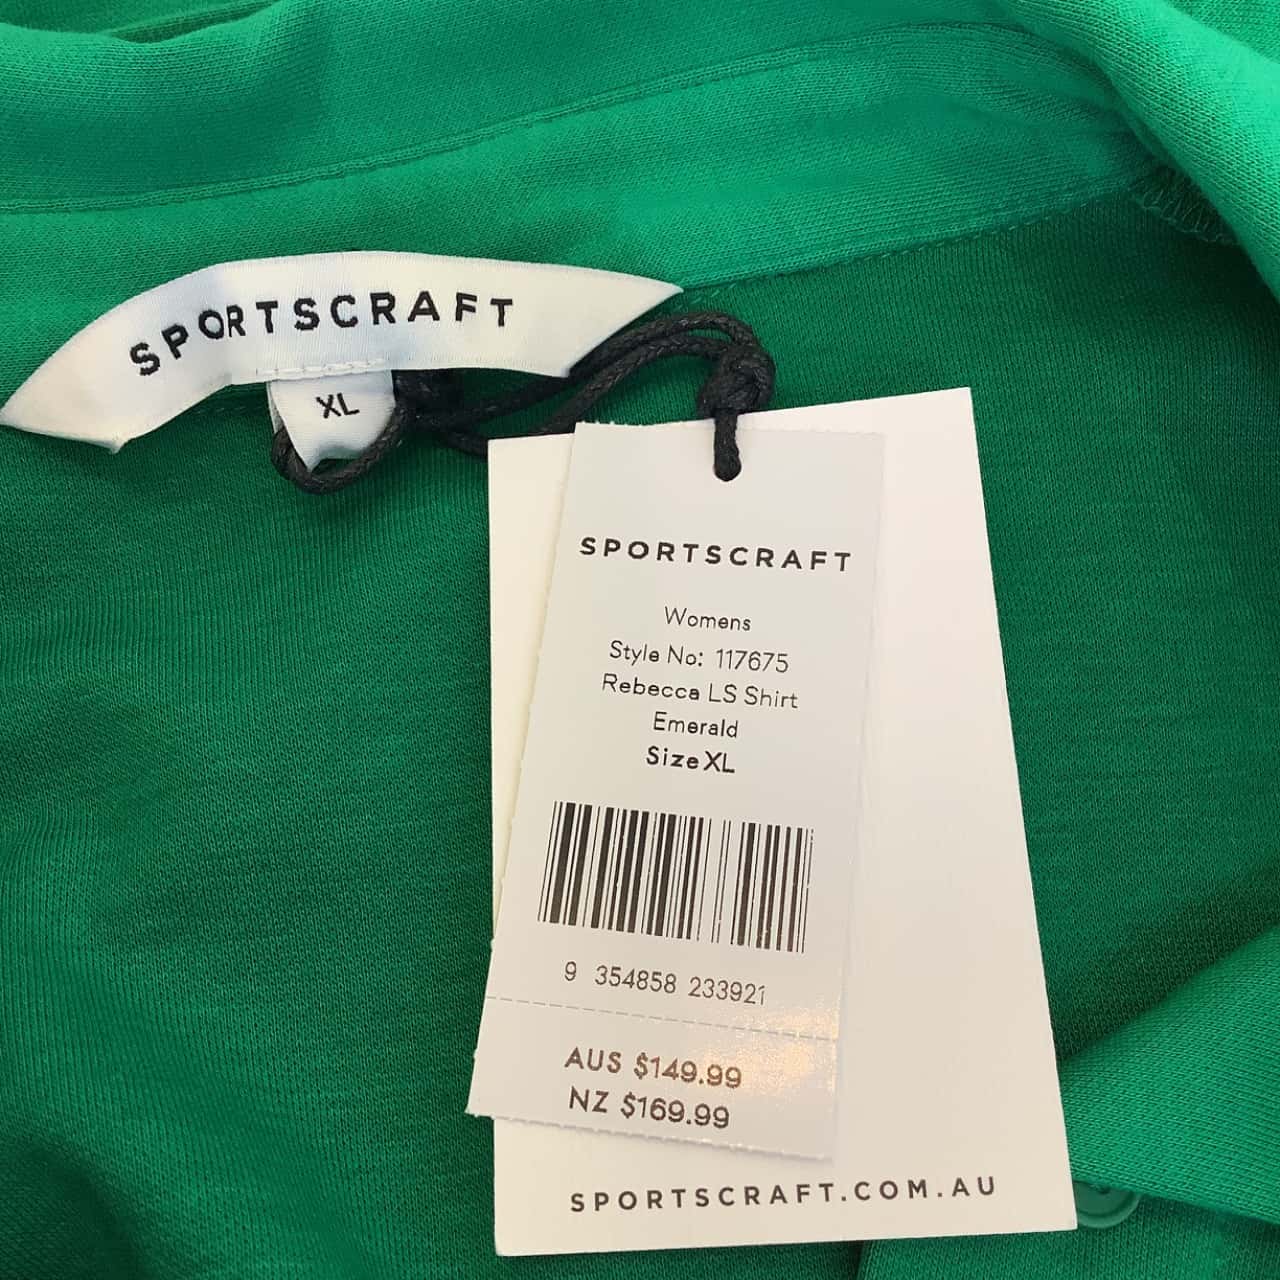 SPORTSCRAFT
XL
SPORTSCRAFT
Womens
Style No: 117675
Rebecca LS Shirt
Emerald
Size XL
9 354858 233921
AUS $149.99
NZ $169.99
SPORTSCRAFT.COM.AU